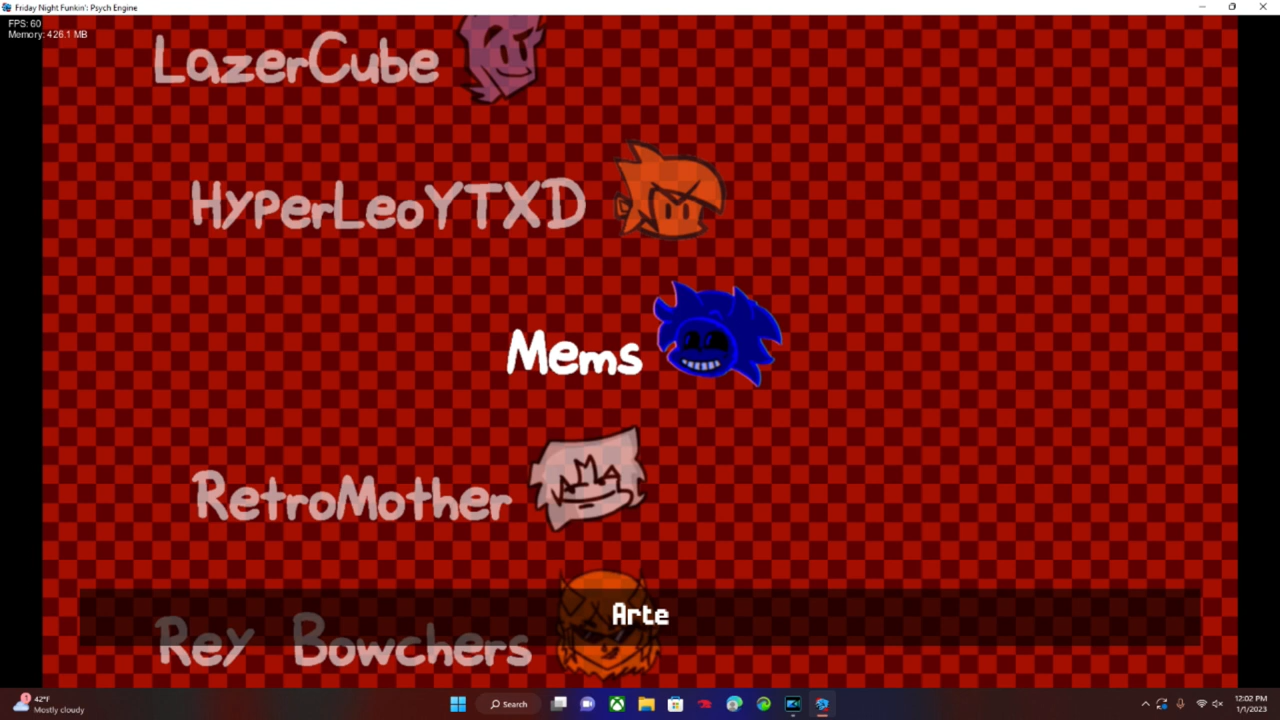 Friday Night Funkin': Psych Engine
FPS: 60
Memory: 426.1 MB
LazerCube
HyperLeoYTXD
Mems
RetroMother
Arte
Rey Bowchers
1
42°F
Mostly cloudy
Search
12:02 PM
1/1/2023